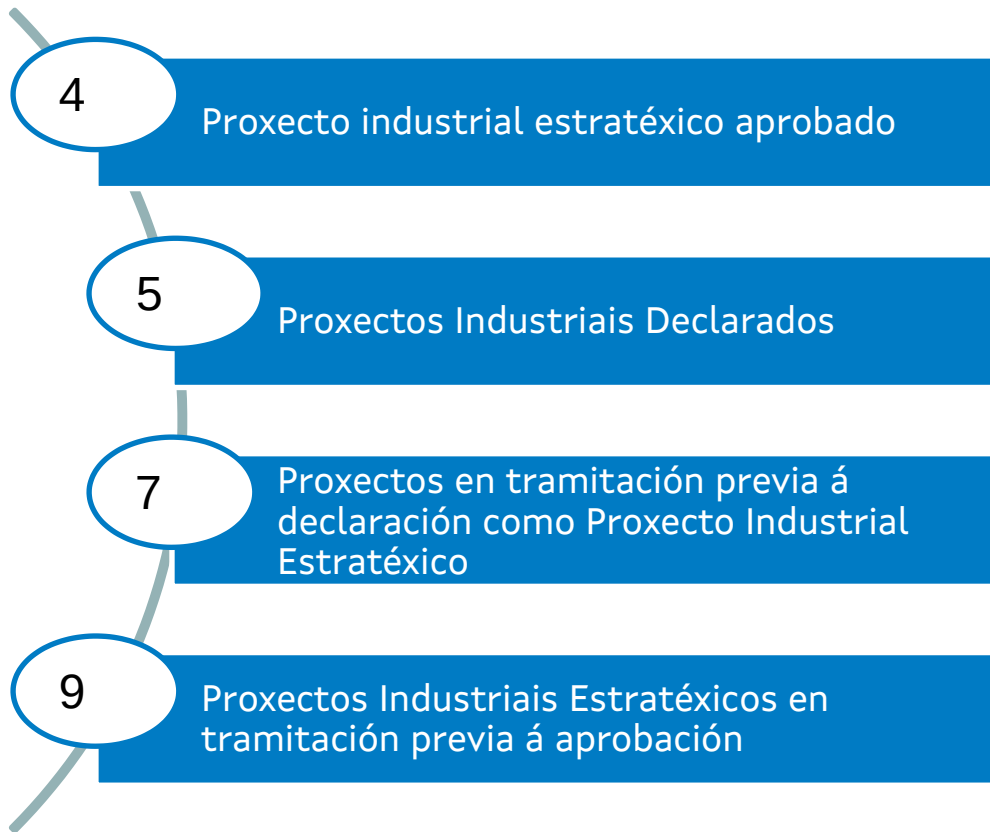 4
Proxecto industrial estratéxico aprobado
5
Proxectos Industriais Declarados
7
Proxectos en tramitación previa á
declaración como Proxecto Industrial
Estratéxico
9
Proxectos Industriais Estratéxicos en
tramitación previa á aprobación